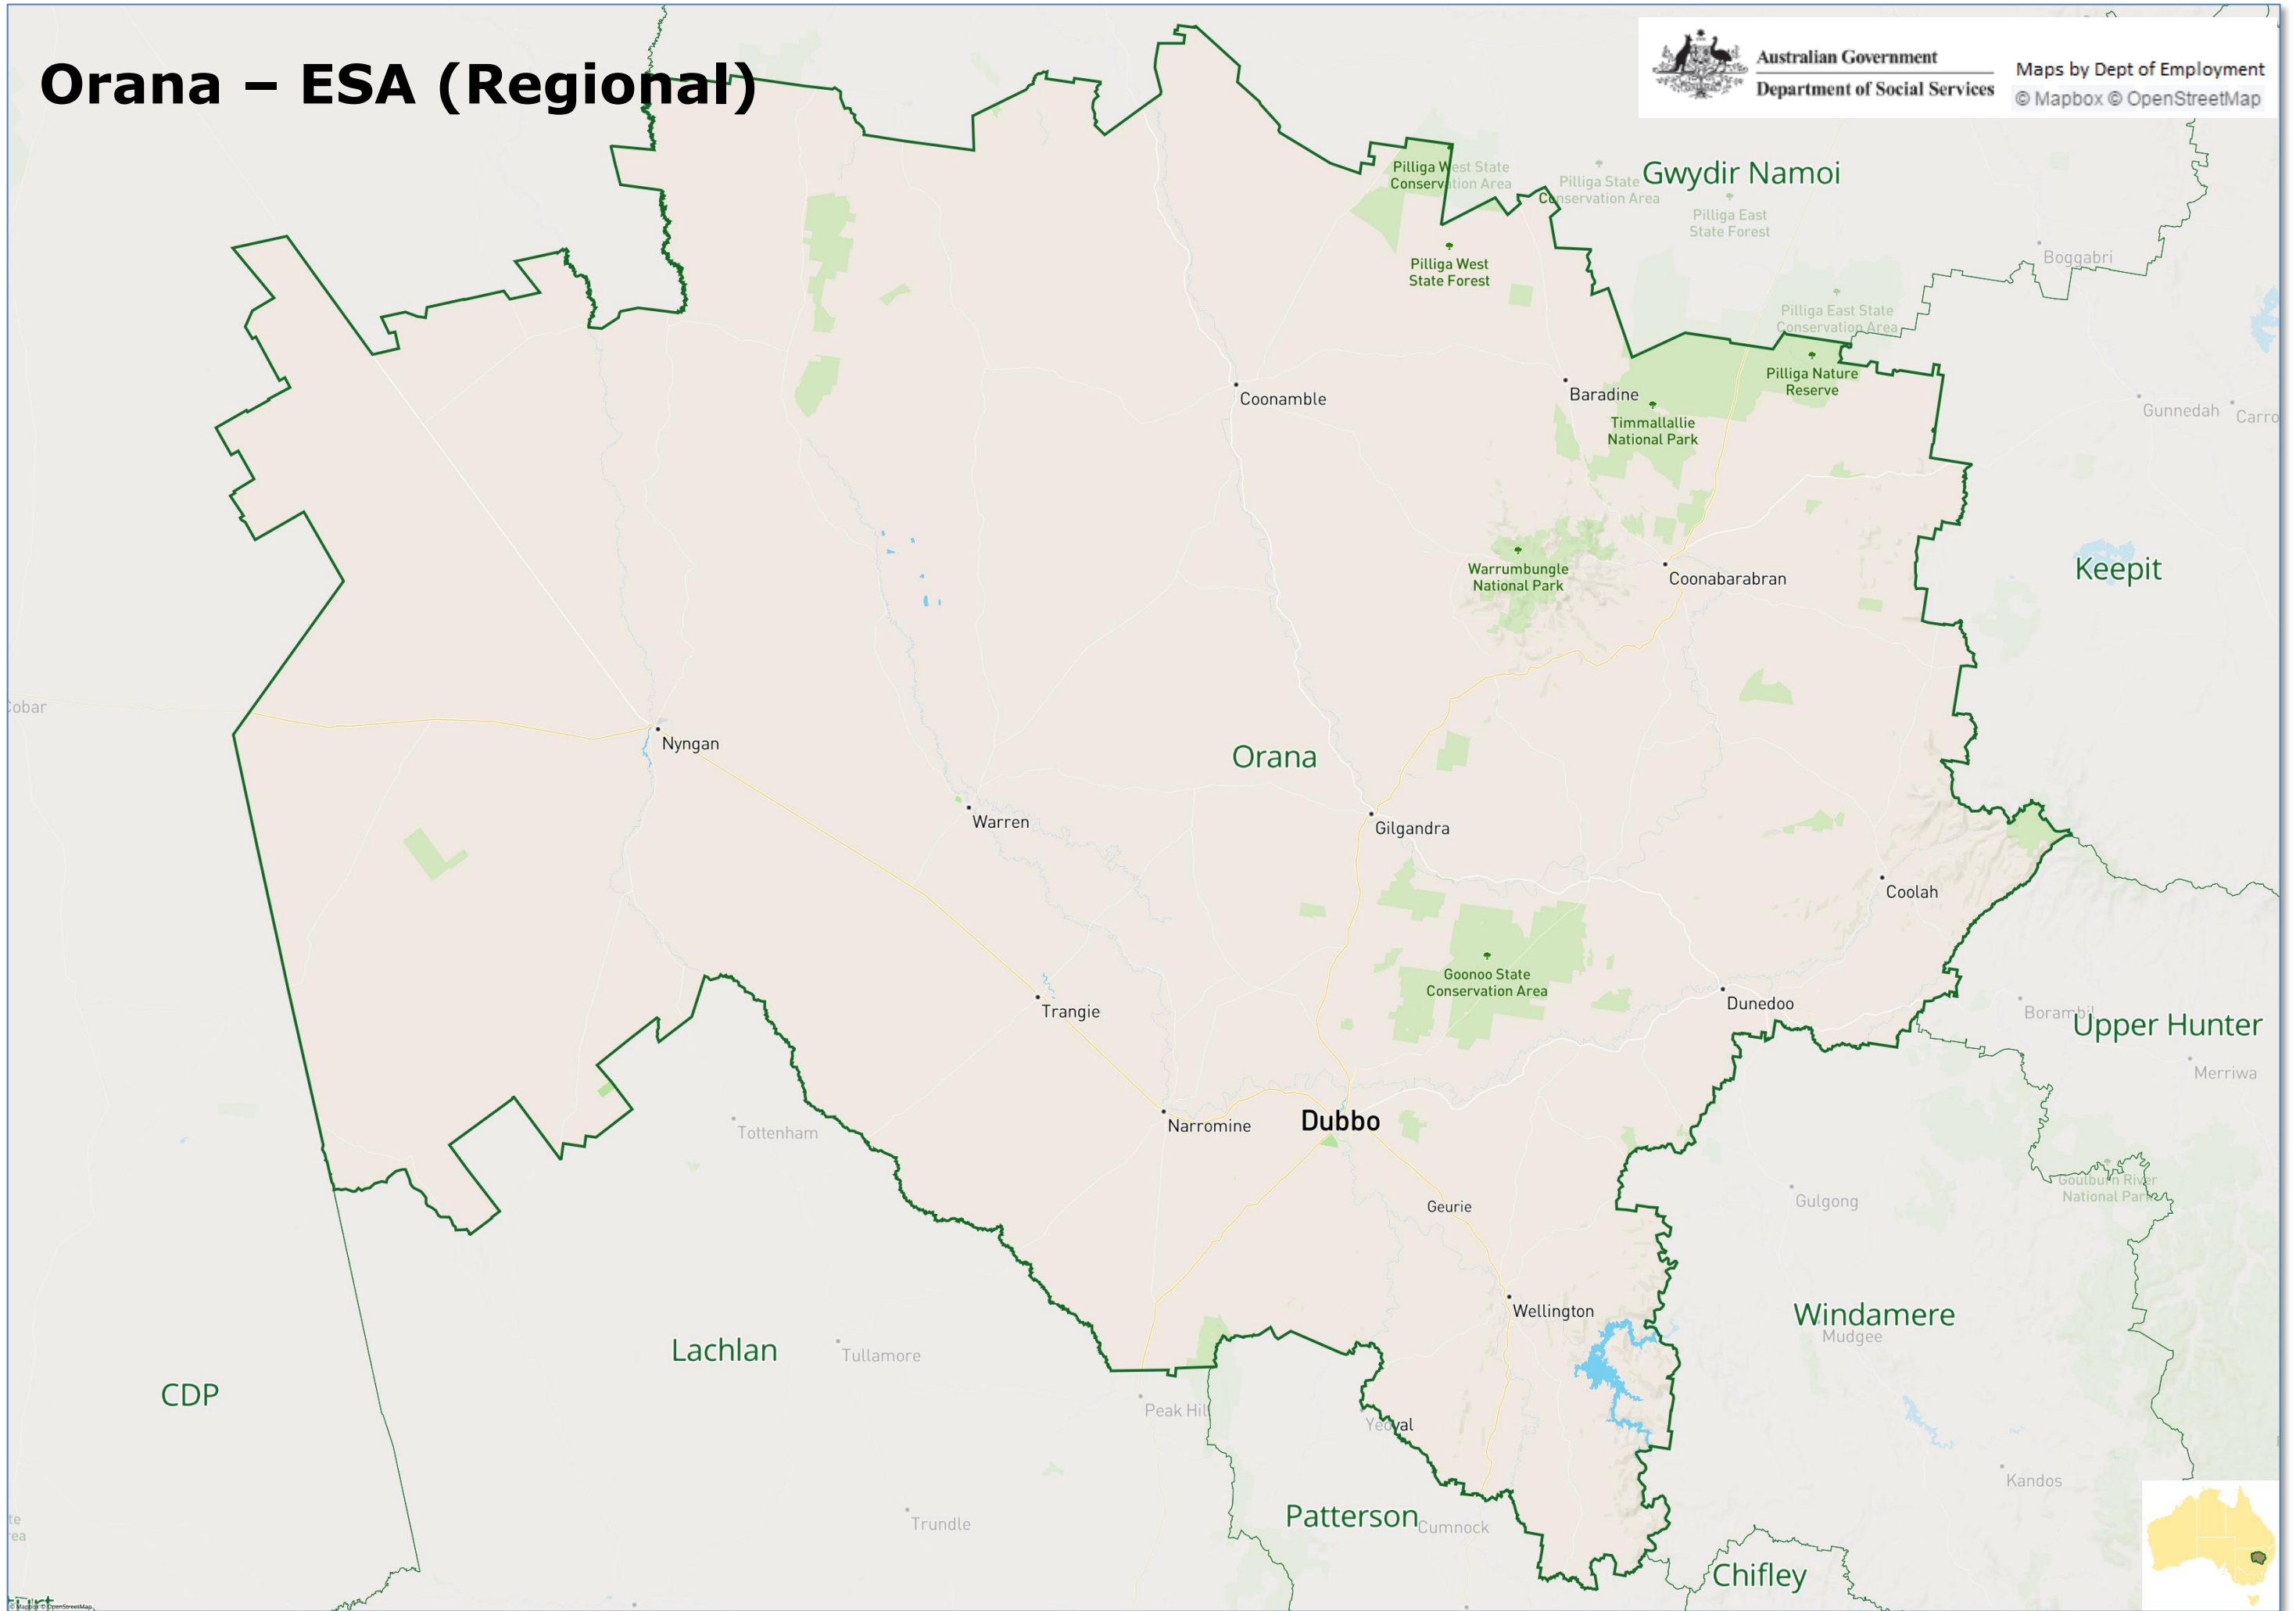 Orana – ESA (Regional)
Australian Government
Department of Social Services
Maps by Dept of Employment
© Mapbox © OpenStreetMap
Pilliga West State
Conservation Area
Pilliga State
Conservation Area
Gwydir Namoi
Pilliga East
State Forest
Boggabri
Pilliga West
State Forest
Pilliga East State
Conservation Area
Pilliga Nature
Reserve
Coonamble
Baradine
Gunnedah
Carro
Timmallallie
National Park
Warrumbungle
National Park
Coonabarabran
Keepit
obar
Nyngan
Orana
Warren
Gilgandra
Coolah
Goonoo State
Conservation Area
Trangie
Dunedoo
Borambil
Upper Hunter
Merriwa
Tottenham
Narromine
Dubbo
Goulburn River
National Park
Gulgong
Geurie
Wellington
Windamere
Mudgee
Lachlan
Tullamore
CDP
Peak Hill
Yeoval
Kandos
Trundle
Patterson
Cumnock
Chifley
© Mapbox © OpenStreetMap